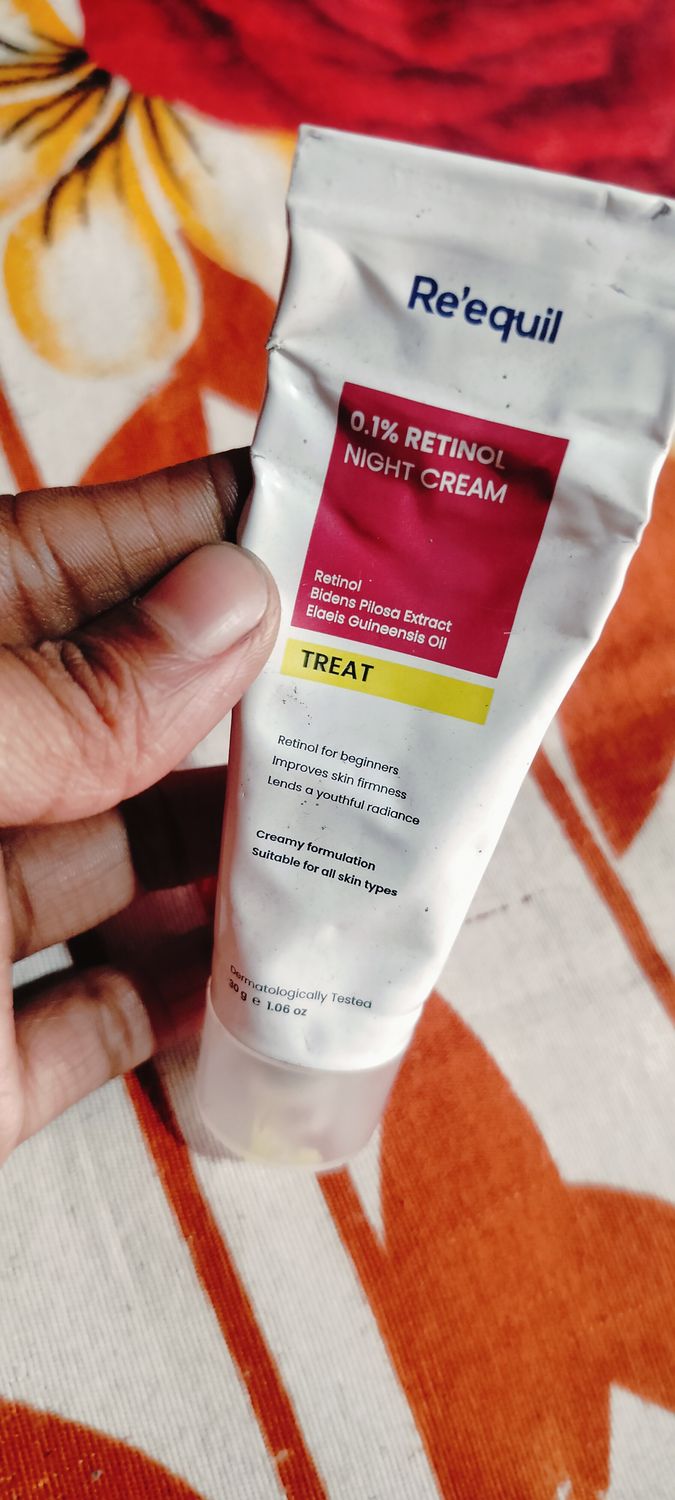 Re'equil
0.1% RETINOL
NIGHT CREAM
Retinol
Bidens Pilosa Extract
Elaeis Guineensis Oil
TREAT
Retinol for beginners
Improves skin firmness
Lends a youthful radiance
Creamy formulation
Suitable for all skin types
Dermatologically Tested
30 g e 1.06 oz